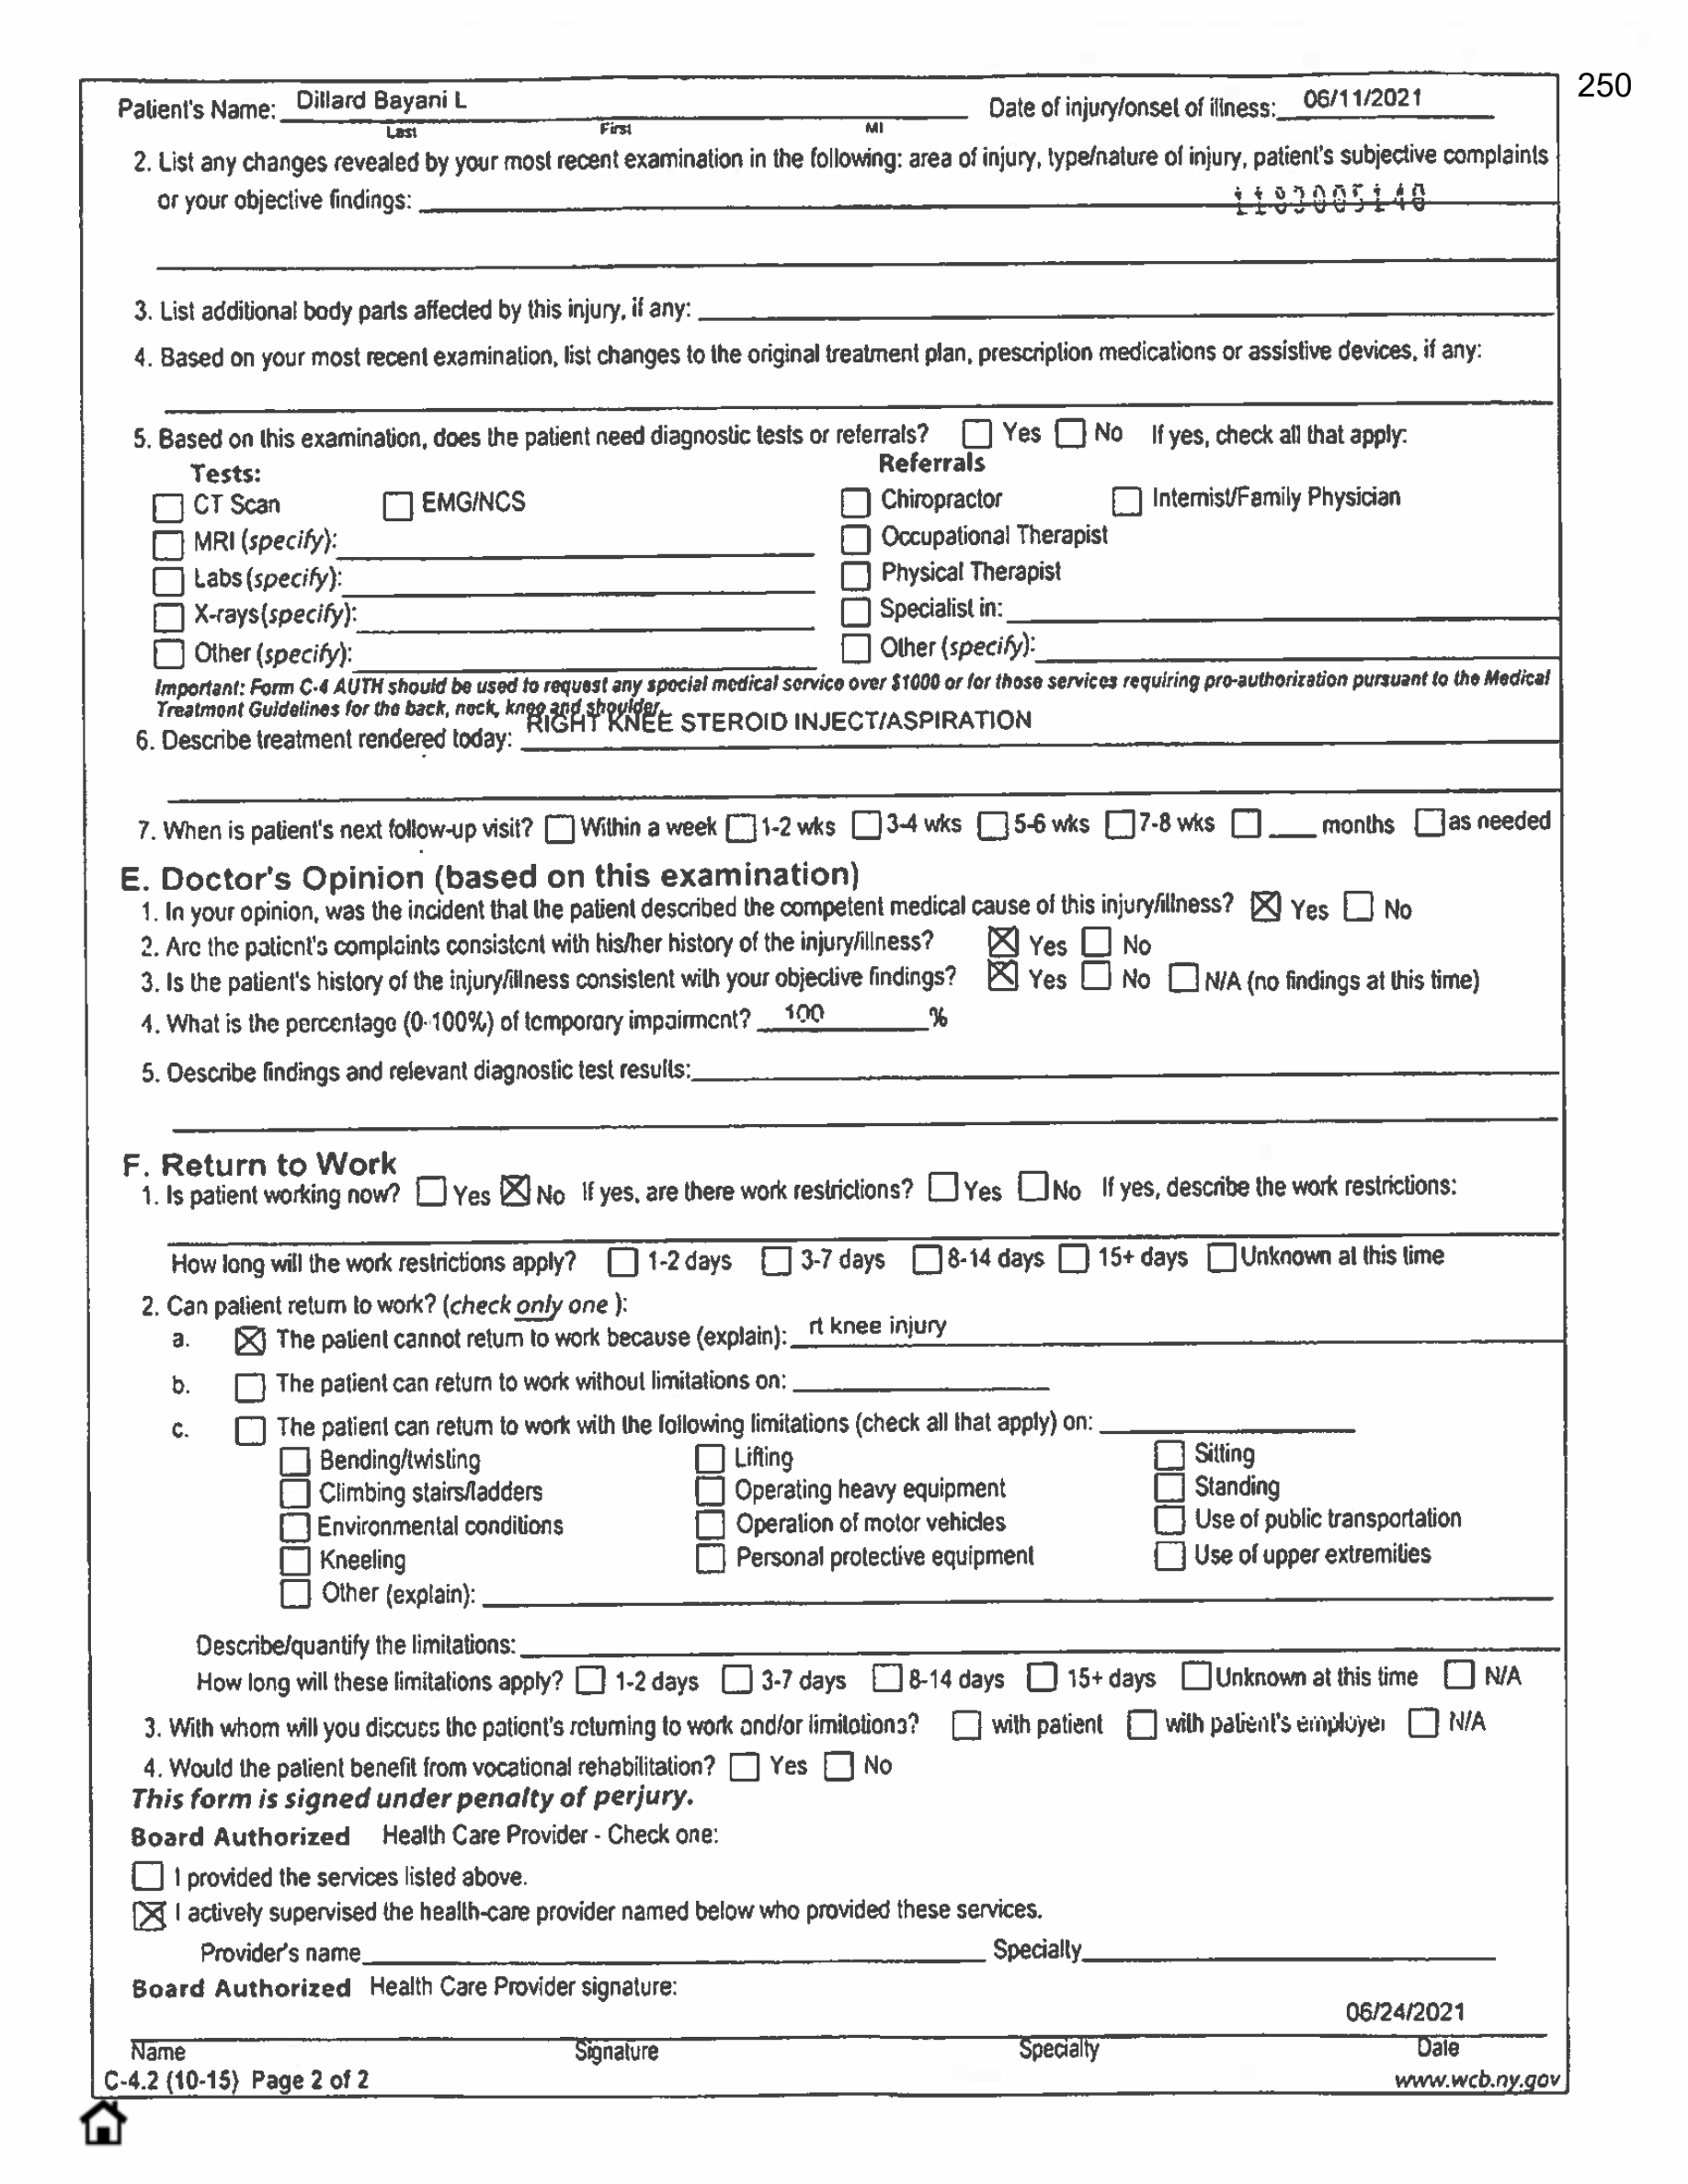 250
Patient's Name: Dillard Bayani L Date of injury/onset of illness: 06/11/2021
Last First MI
2. List any changes revealed by your most recent examination in the following: area of injury, type/nature of injury, patient's subjective complaints
or your objective findings:
3. List additional body parts affected by this injury, if any:
4. Based on your most recent examination, list changes to the original treatment plan, prescription medications or assistive devices, if any:
5. Based on this examination, does the patient need diagnostic tests or referrals? Yes No If yes, check all that apply:
Tests: Referrals
CT Scan EMG/NCS Chiropractor Internist/Family Physician
MRI (specify): Occupational Therapist
Labs (specify): Physical Therapist
X-rays (specify): Specialist in:
Other (specify): Other (specify):
Important: Form C-4 AUTH should be used to request any special medical service over $1000 or for those services requiring pre-authorization pursuant to the Medical
Treatment Guidelines for the back, neck, knee and shoulder.
RIGHT KNEE STEROID INJECT/ASPIRATION
6. Describe treatment rendered today:
7. When is patient's next follow-up visit? Within a week 1-2 wks 3-4 wks 5-6 wks 7-8 wks ___ months as needed
E. Doctor's Opinion (based on this examination)
1. In your opinion, was the incident that the patient described the competent medical cause of this injury/illness? ☒ Yes No
2. Are the patient's complaints consistent with his/her history of the injury/illness? ☒ Yes No
3. Is the patient's history of the injury/illness consistent with your objective findings? ☒ Yes No N/A (no findings at this time)
4. What is the percentage (0-100%) of temporary impairment? 100 %
5. Describe findings and relevant diagnostic test results:
F. Return to Work
1. Is patient working now? Yes ☒ No If yes, are there work restrictions? Yes No If yes, describe the work restrictions:
How long will the work restrictions apply? 1-2 days 3-7 days 8-14 days 15+ days Unknown at this time
2. Can patient return to work? (check only one ):
a. ☒ The patient cannot return to work because (explain): rt knee injury
b. The patient can return to work without limitations on:
c. The patient can return to work with the following limitations (check all that apply) on:
Bending/twisting Lifting Sitting
Climbing stairs/ladders Operating heavy equipment Standing
Environmental conditions Operation of motor vehicles Use of public transportation
Kneeling Personal protective equipment Use of upper extremities
Other (explain):
Describe/quantify the limitations:
How long will these limitations apply? 1-2 days 3-7 days 8-14 days 15+ days Unknown at this time N/A
3. With whom will you discuss the patient's returning to work and/or limitations? with patient with patient's employer N/A
4. Would the patient benefit from vocational rehabilitation? Yes No
This form is signed under penalty of perjury.
Board Authorized Health Care Provider - Check one:
I provided the services listed above.
☒ I actively supervised the health-care provider named below who provided these services.
Provider's name Specialty
Board Authorized Health Care Provider signature:
06/24/2021
Name Signature Specialty Date
C-4.2 (10-15) Page 2 of 2 www.wcb.ny.gov